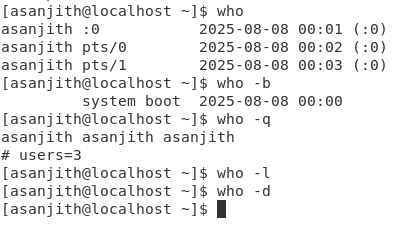 [asanjith@localhost ~]$ who
asanjith :0           2025-08-08 00:01 (:0)
asanjith pts/0        2025-08-08 00:02 (:0)
asanjith pts/1        2025-08-08 00:03 (:0)
[asanjith@localhost ~]$ who -b
         system boot  2025-08-08 00:00
[asanjith@localhost ~]$ who -q
asanjith asanjith asanjith
# users=3
[asanjith@localhost ~]$ who -l
[asanjith@localhost ~]$ who -d
[asanjith@localhost ~]$